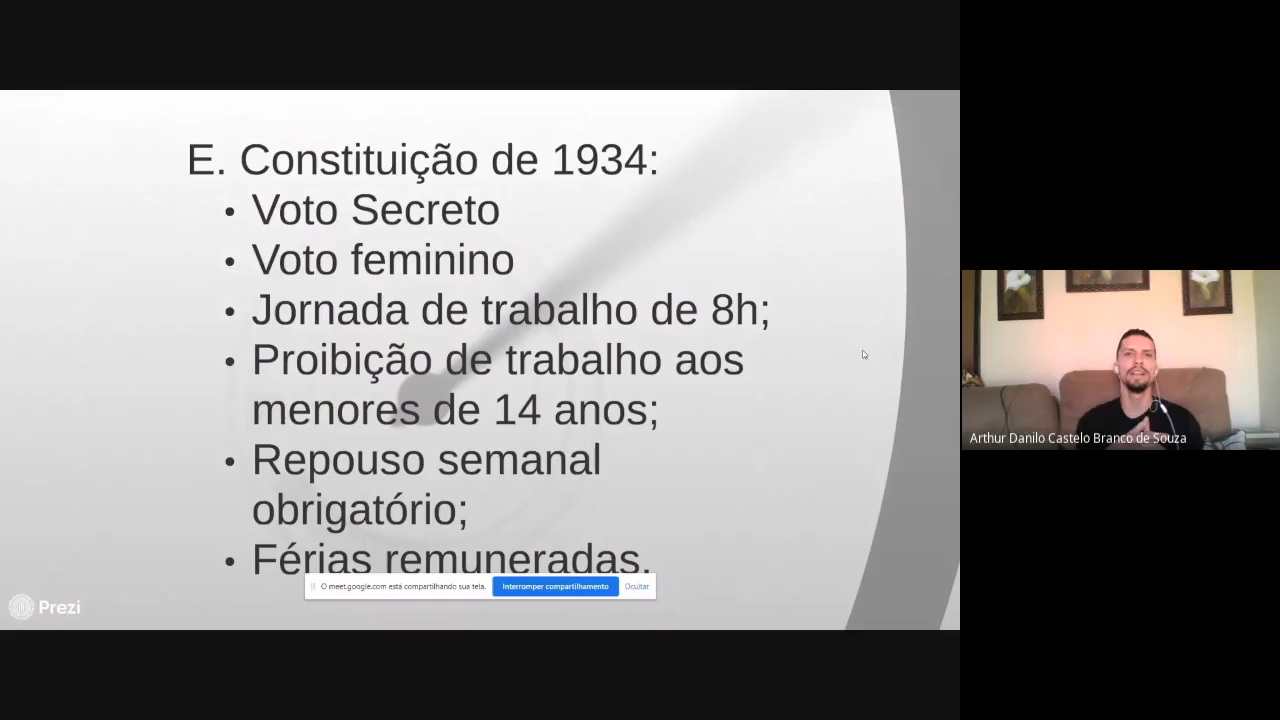 E. Constituição de 1934:
• Voto Secreto
• Voto feminino
• Jornada de trabalho de 8h;
• Proibição de trabalho aos
menores de 14 anos;
• Repouso semanal
obrigatório;
• Férias remuneradas.
O meet.google.com está compartilhando sua tela.
Interromper compartilhamento
Ocultar
Prezi
Arthur Danilo Castelo Branco de Souza